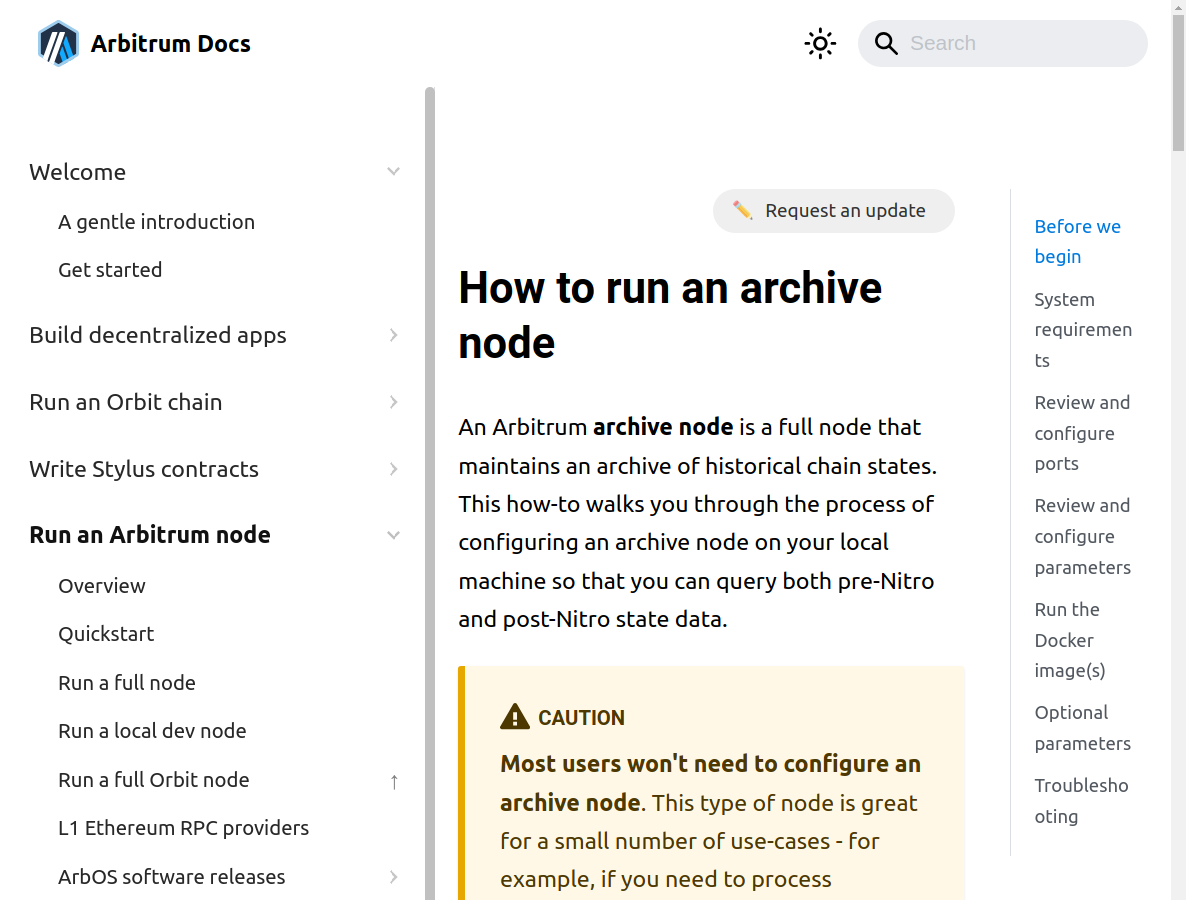 Arbitrum Docs
Search
Welcome
A gentle introduction
Get started
Build decentralized apps
Run an Orbit chain
Write Stylus contracts
Run an Arbitrum node
Overview
Quickstart
Run a full node
Run a local dev node
Run a full Orbit node ↑
L1 Ethereum RPC providers
ArbOS software releases
✏️ Request an update
How to run an archive
node
An Arbitrum archive node is a full node that
maintains an archive of historical chain states.
This how-to walks you through the process of
configuring an archive node on your local
machine so that you can query both pre-Nitro
and post-Nitro state data.
CAUTION
Most users won't need to configure an
archive node. This type of node is great
for a small number of use-cases - for
example, if you need to process
Before we
begin
System
requiremen
ts
Review and
configure
ports
Review and
configure
parameters
Run the
Docker
image(s)
Optional
parameters
Troublesho
oting